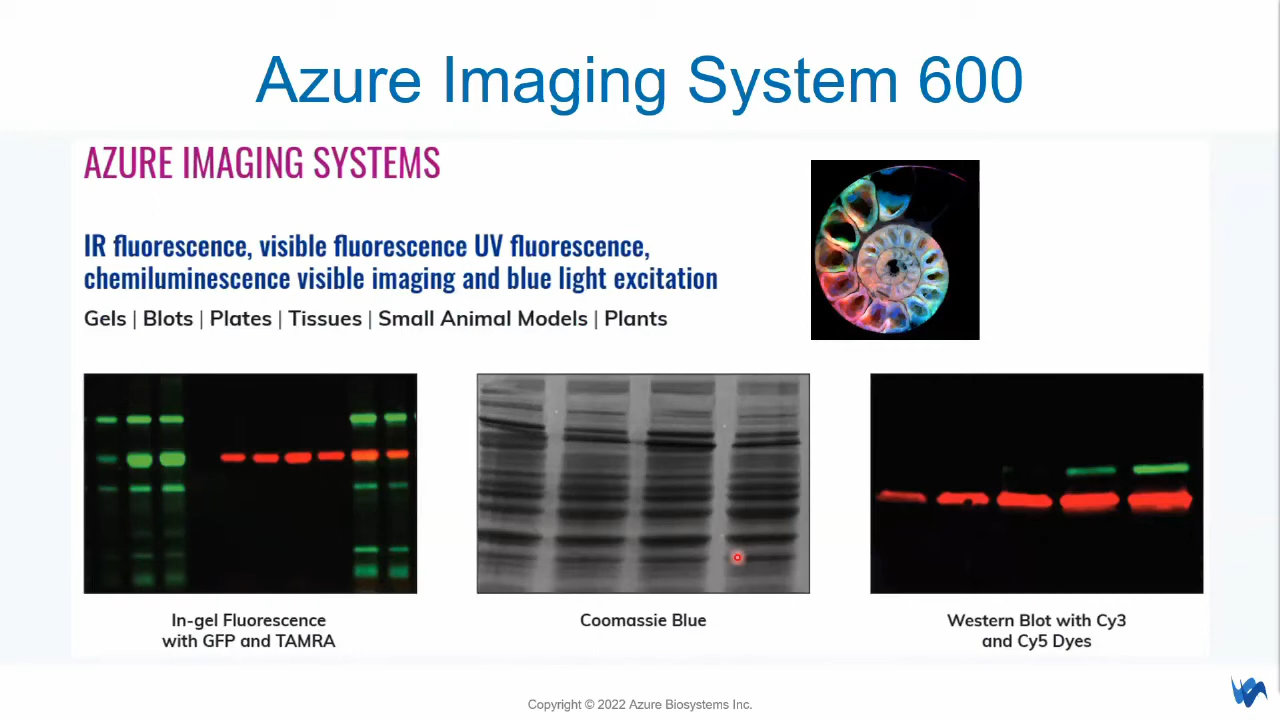 Azure Imaging System 600
AZURE IMAGING SYSTEMS
IR fluorescence, visible fluorescence UV fluorescence,
chemiluminescence visible imaging and blue light excitation
Gels | Blots | Plates | Tissues | Small Animal Models | Plants
In-gel Fluorescence
with GFP and TAMRA
Coomassie Blue
Western Blot with Cy3
and Cy5 Dyes
Copyright © 2022 Azure Biosystems Inc.